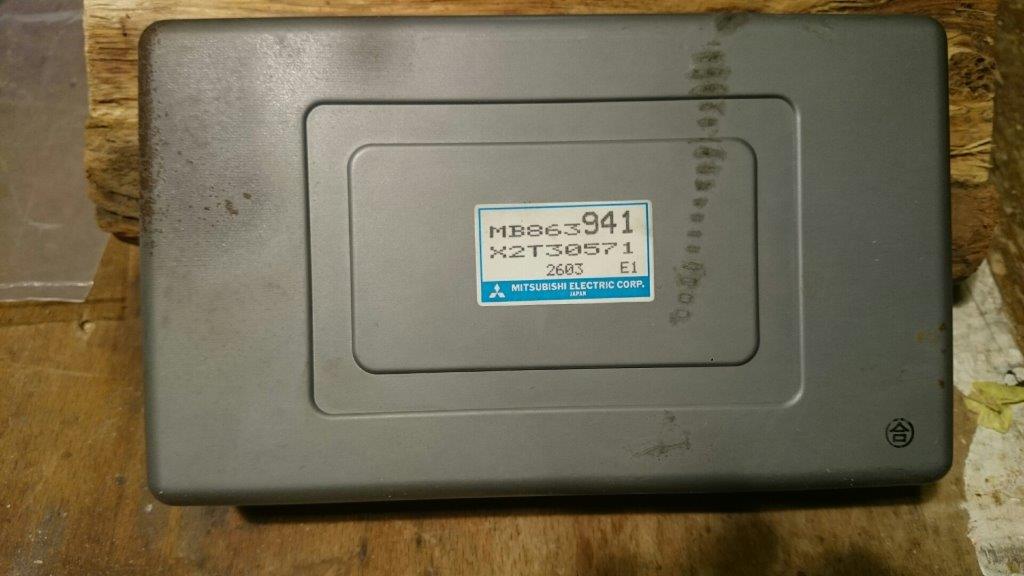 MB863941
X2T30571
2603 E1
MITSUBISHI ELECTRIC CORP.
JAPAN
合